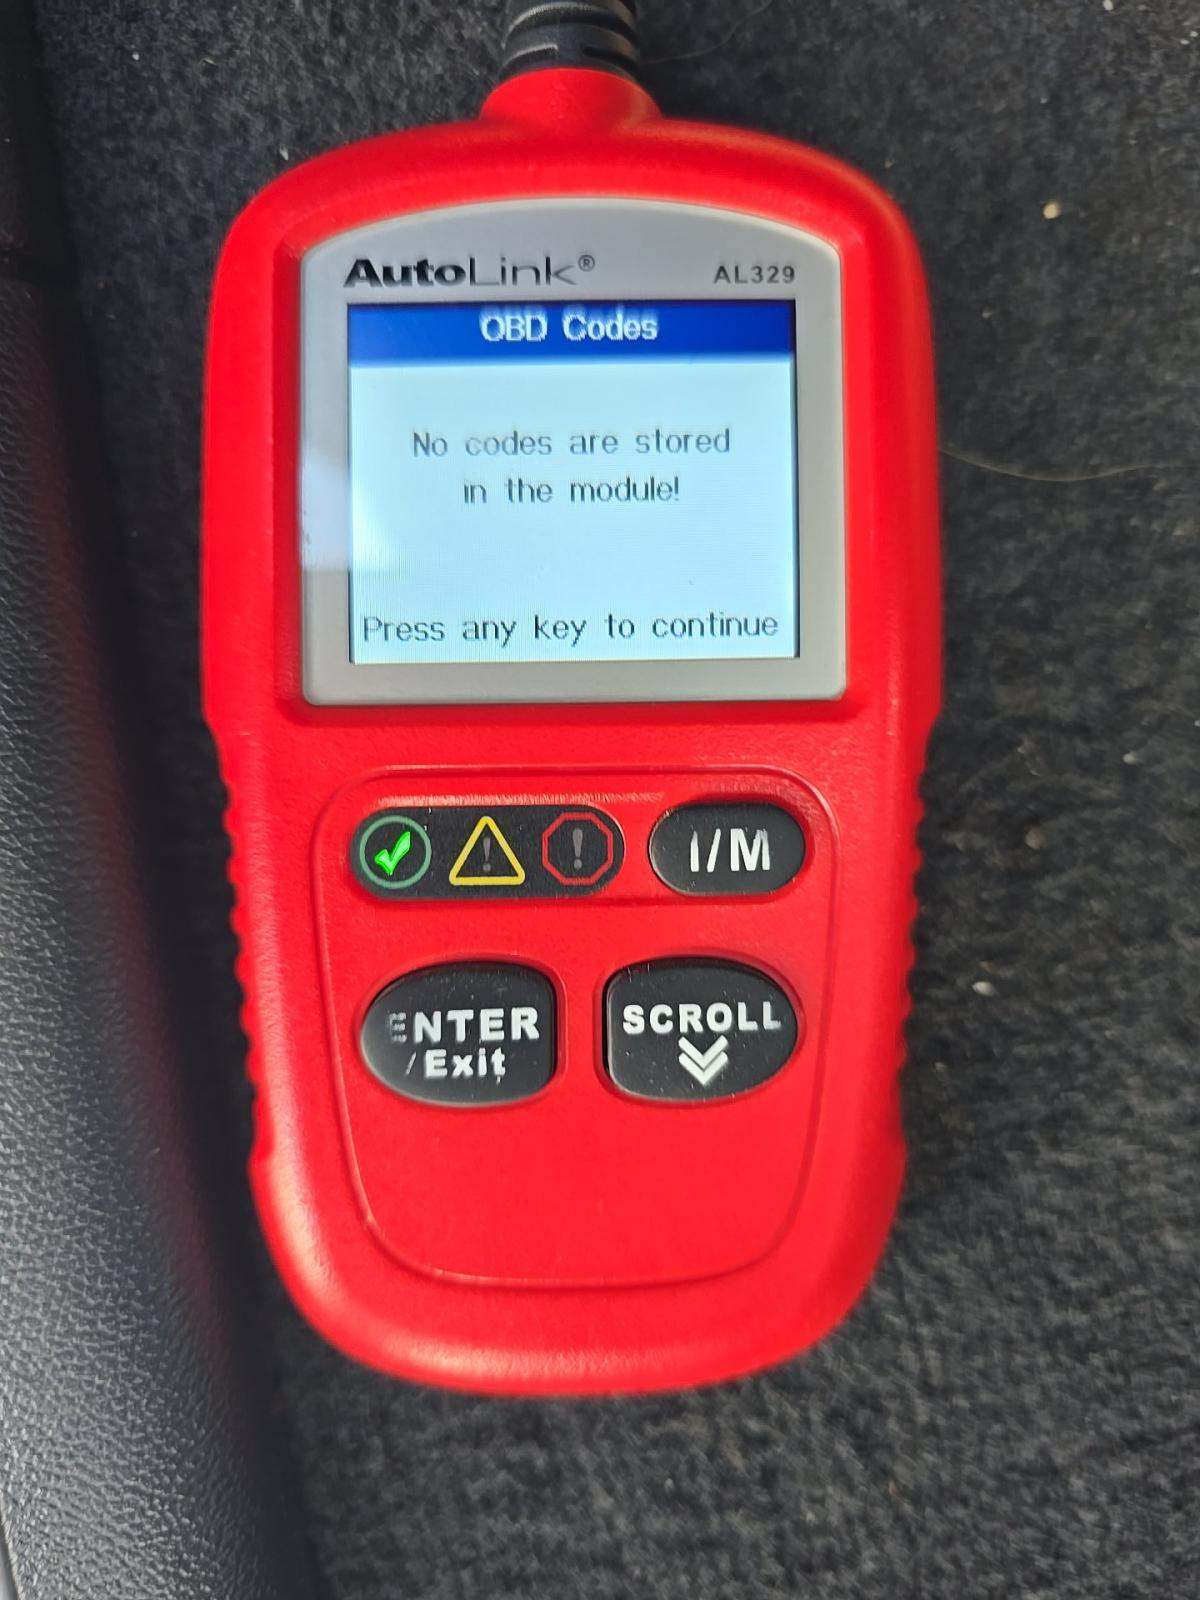 AutoLink® AL329
OBD Codes
No codes are stored
in the module!
Press any key to continue
I/M
ENTER
/Exit
SCROLL